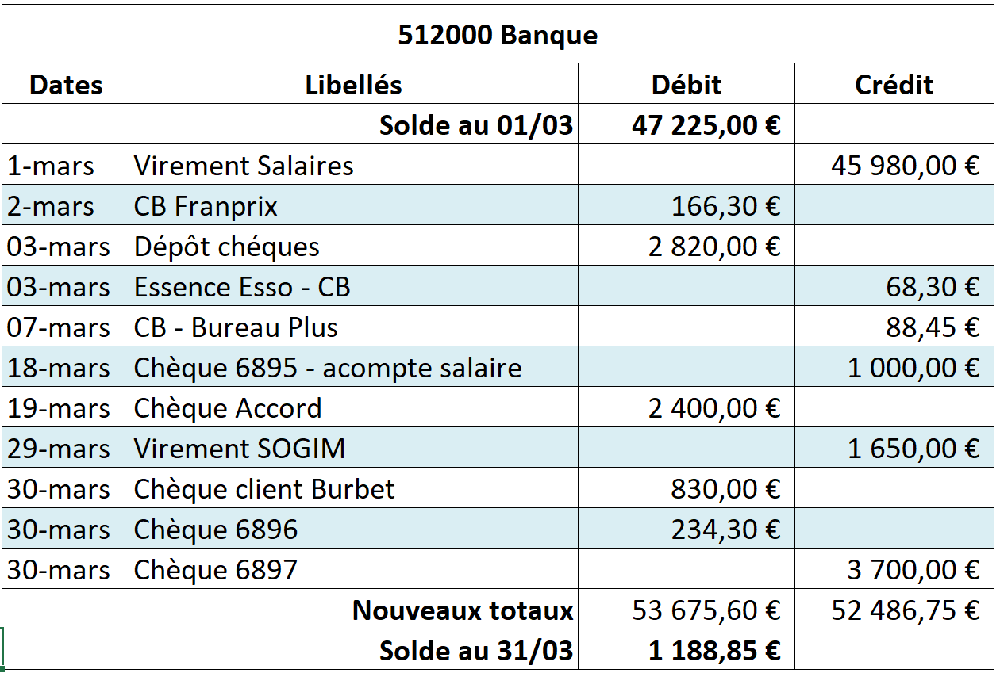 512000 Banque
Dates Libellés Débit Crédit
Solde au 01/03 47 225,00 €
1-mars Virement Salaires 45 980,00 €
2-mars CB Franprix 166,30 €
03-mars Dépôt chéques 2 820,00 €
03-mars Essence Esso - CB 68,30 €
07-mars CB - Bureau Plus 88,45 €
18-mars Chèque 6895 - acompte salaire 1 000,00 €
19-mars Chèque Accord 2 400,00 €
29-mars Virement SOGIM 1 650,00 €
30-mars Chèque client Burbet 830,00 €
30-mars Chèque 6896 234,30 €
30-mars Chèque 6897 3 700,00 €
Nouveaux totaux 53 675,60 € 52 486,75 €
Solde au 31/03 1 188,85 €